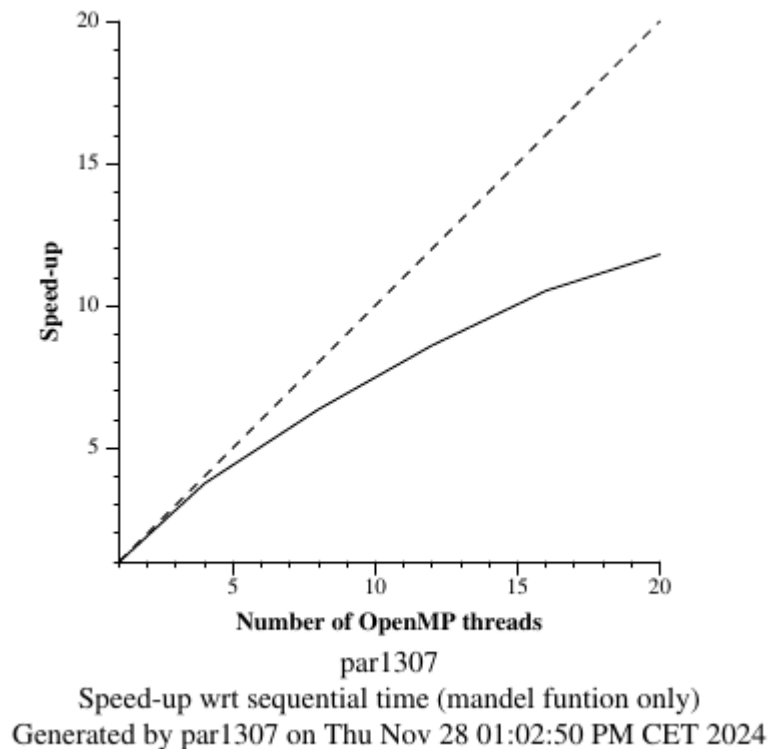 20
15
10
5
Speed-up
5 10 15 20
Number of OpenMP threads
par1307
Speed-up wrt sequential time (mandel funtion only)
Generated by par1307 on Thu Nov 28 01:02:50 PM CET 2024